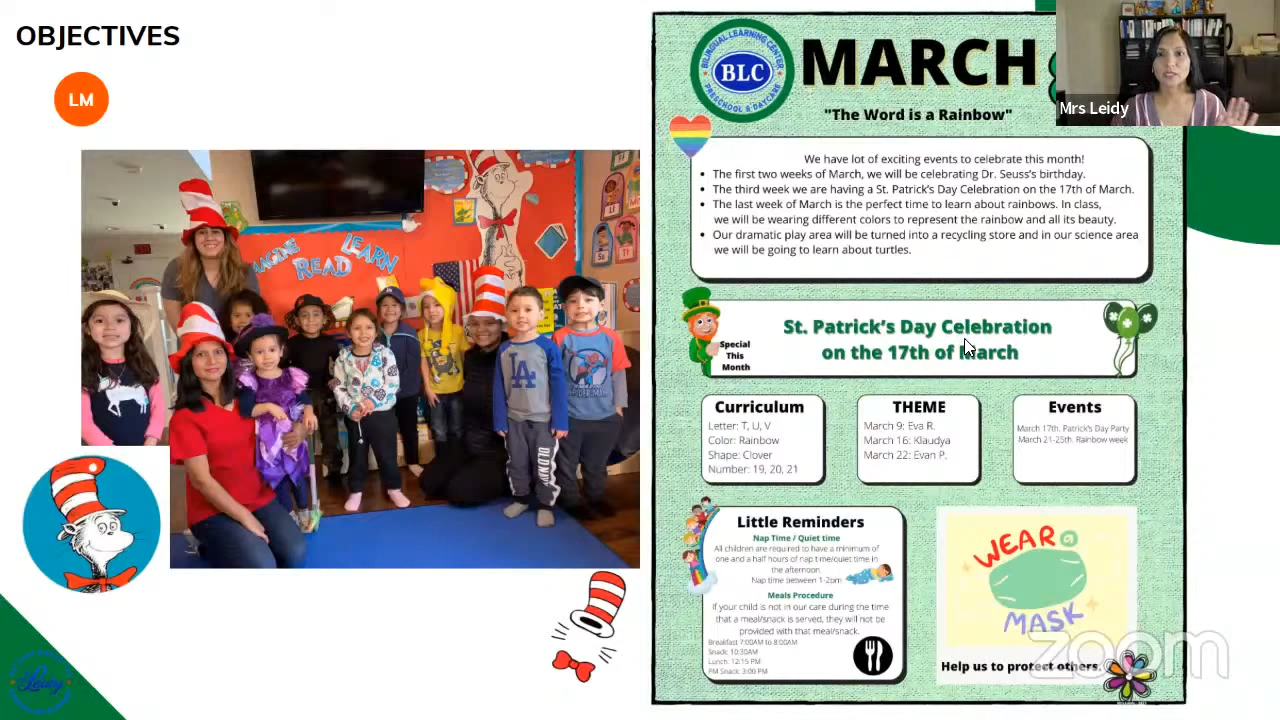 OBJECTIVES
LM
IMAGINE
LEARN
READ
LA
OLD NAVY
BILINGUAL LEARNING CENTER
BLC
PRESCHOOL & DAYCARE
MARCH
"The Word is a Rainbow"
Mrs Leidy
We have lot of exciting events to celebrate this month!
• The first two weeks of March, we will be celebrating Dr. Seuss's birthday.
• The third week we are having a St. Patrick's Day Celebration on the 17th of March.
• The last week of March is the perfect time to learn about rainbows. In class,
we will be wearing different colors to represent the rainbow and all its beauty.
• Our dramatic play area will be turned into a recycling store and in our science area
we will be going to learn about turtles.
Special
This
Month
St. Patrick's Day Celebration
on the 17th of March
Curriculum
Letter: T, U, V
Color: Rainbow
Shape: Clover
Number: 19, 20, 21
THEME
March 9: Eva R.
March 16: Klaudya
March 22: Evan P.
Events
March 17th. Patrick's Day Party
March 21-25th. Rainbow week
Little Reminders
Nap Time / Quiet time
All children are required to have a minimum of
one and a half hours of nap time/quiet time in
the afternoon.
Nap time between 1-2pm
Meals Procedure
If your child is not in our care during the time
that a meal/snack is served, they will not be
provided with that meal/snack.
Breakfast 7:00AM to 8:00AM
Snack: 10:30AM
Lunch: 12:15 PM
PM Snack: 3:00 PM
WEAR a
MASK
Help us to protect others.
zoom
Leidy